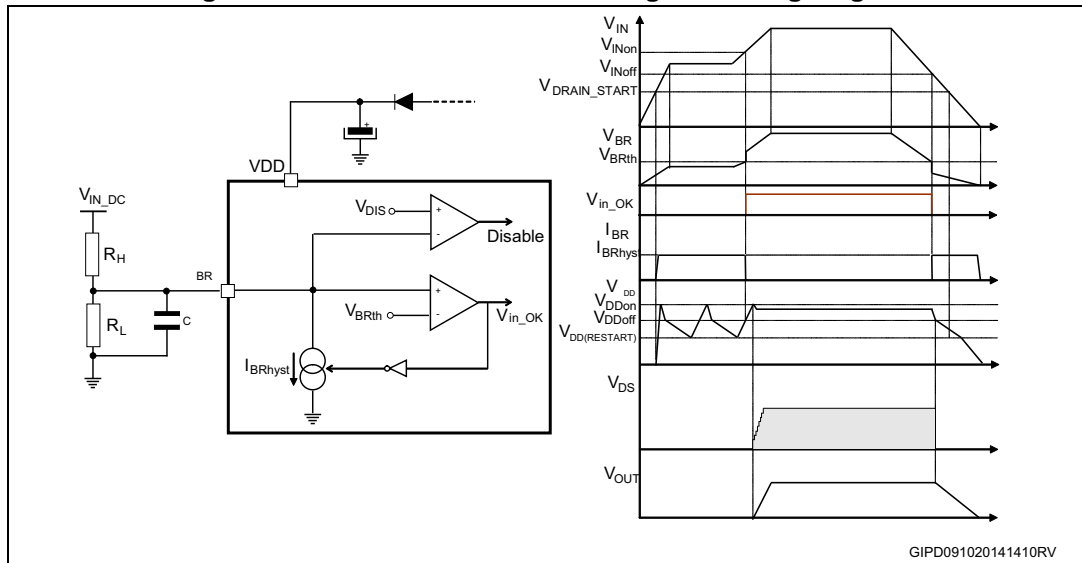 VDD
V_IN_DC
R_H
BR
R_L
C
V_DIS
+
-
Disable
+
V_BRth
-
V_in_OK
I_BRhyst
+
V_IN
V_INon
V_INoff
V_DRAIN_START
V_BR
V_BRth
V_in_OK
I_BR
I_BRhyst
V_DD
V_DDon
V_DDoff
V_DD(RESTART)
V_DS
V_OUT
GIPD091020141410RV